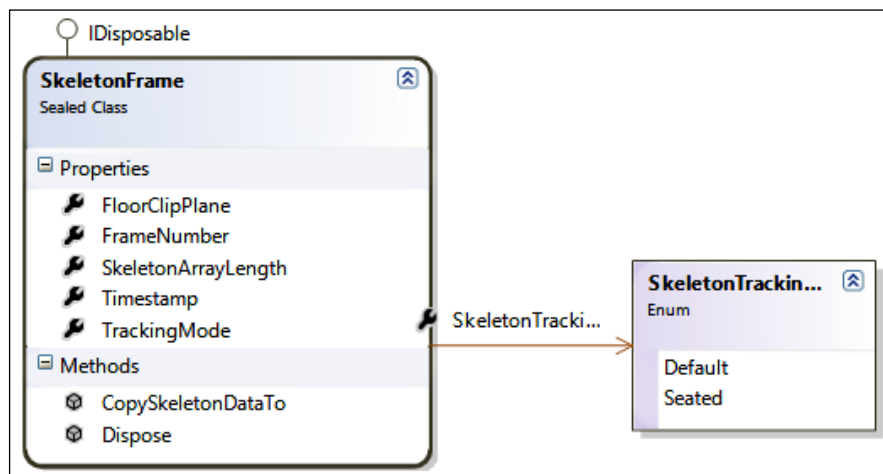 IDisposable
SkeletonFrame
Sealed Class
Properties
FloorClipPlane
FrameNumber
SkeletonArrayLength
Timestamp
TrackingMode
Methods
CopySkeletonDataTo
Dispose
SkeletonTracki...
SkeletonTrackin...
Enum
Default
Seated